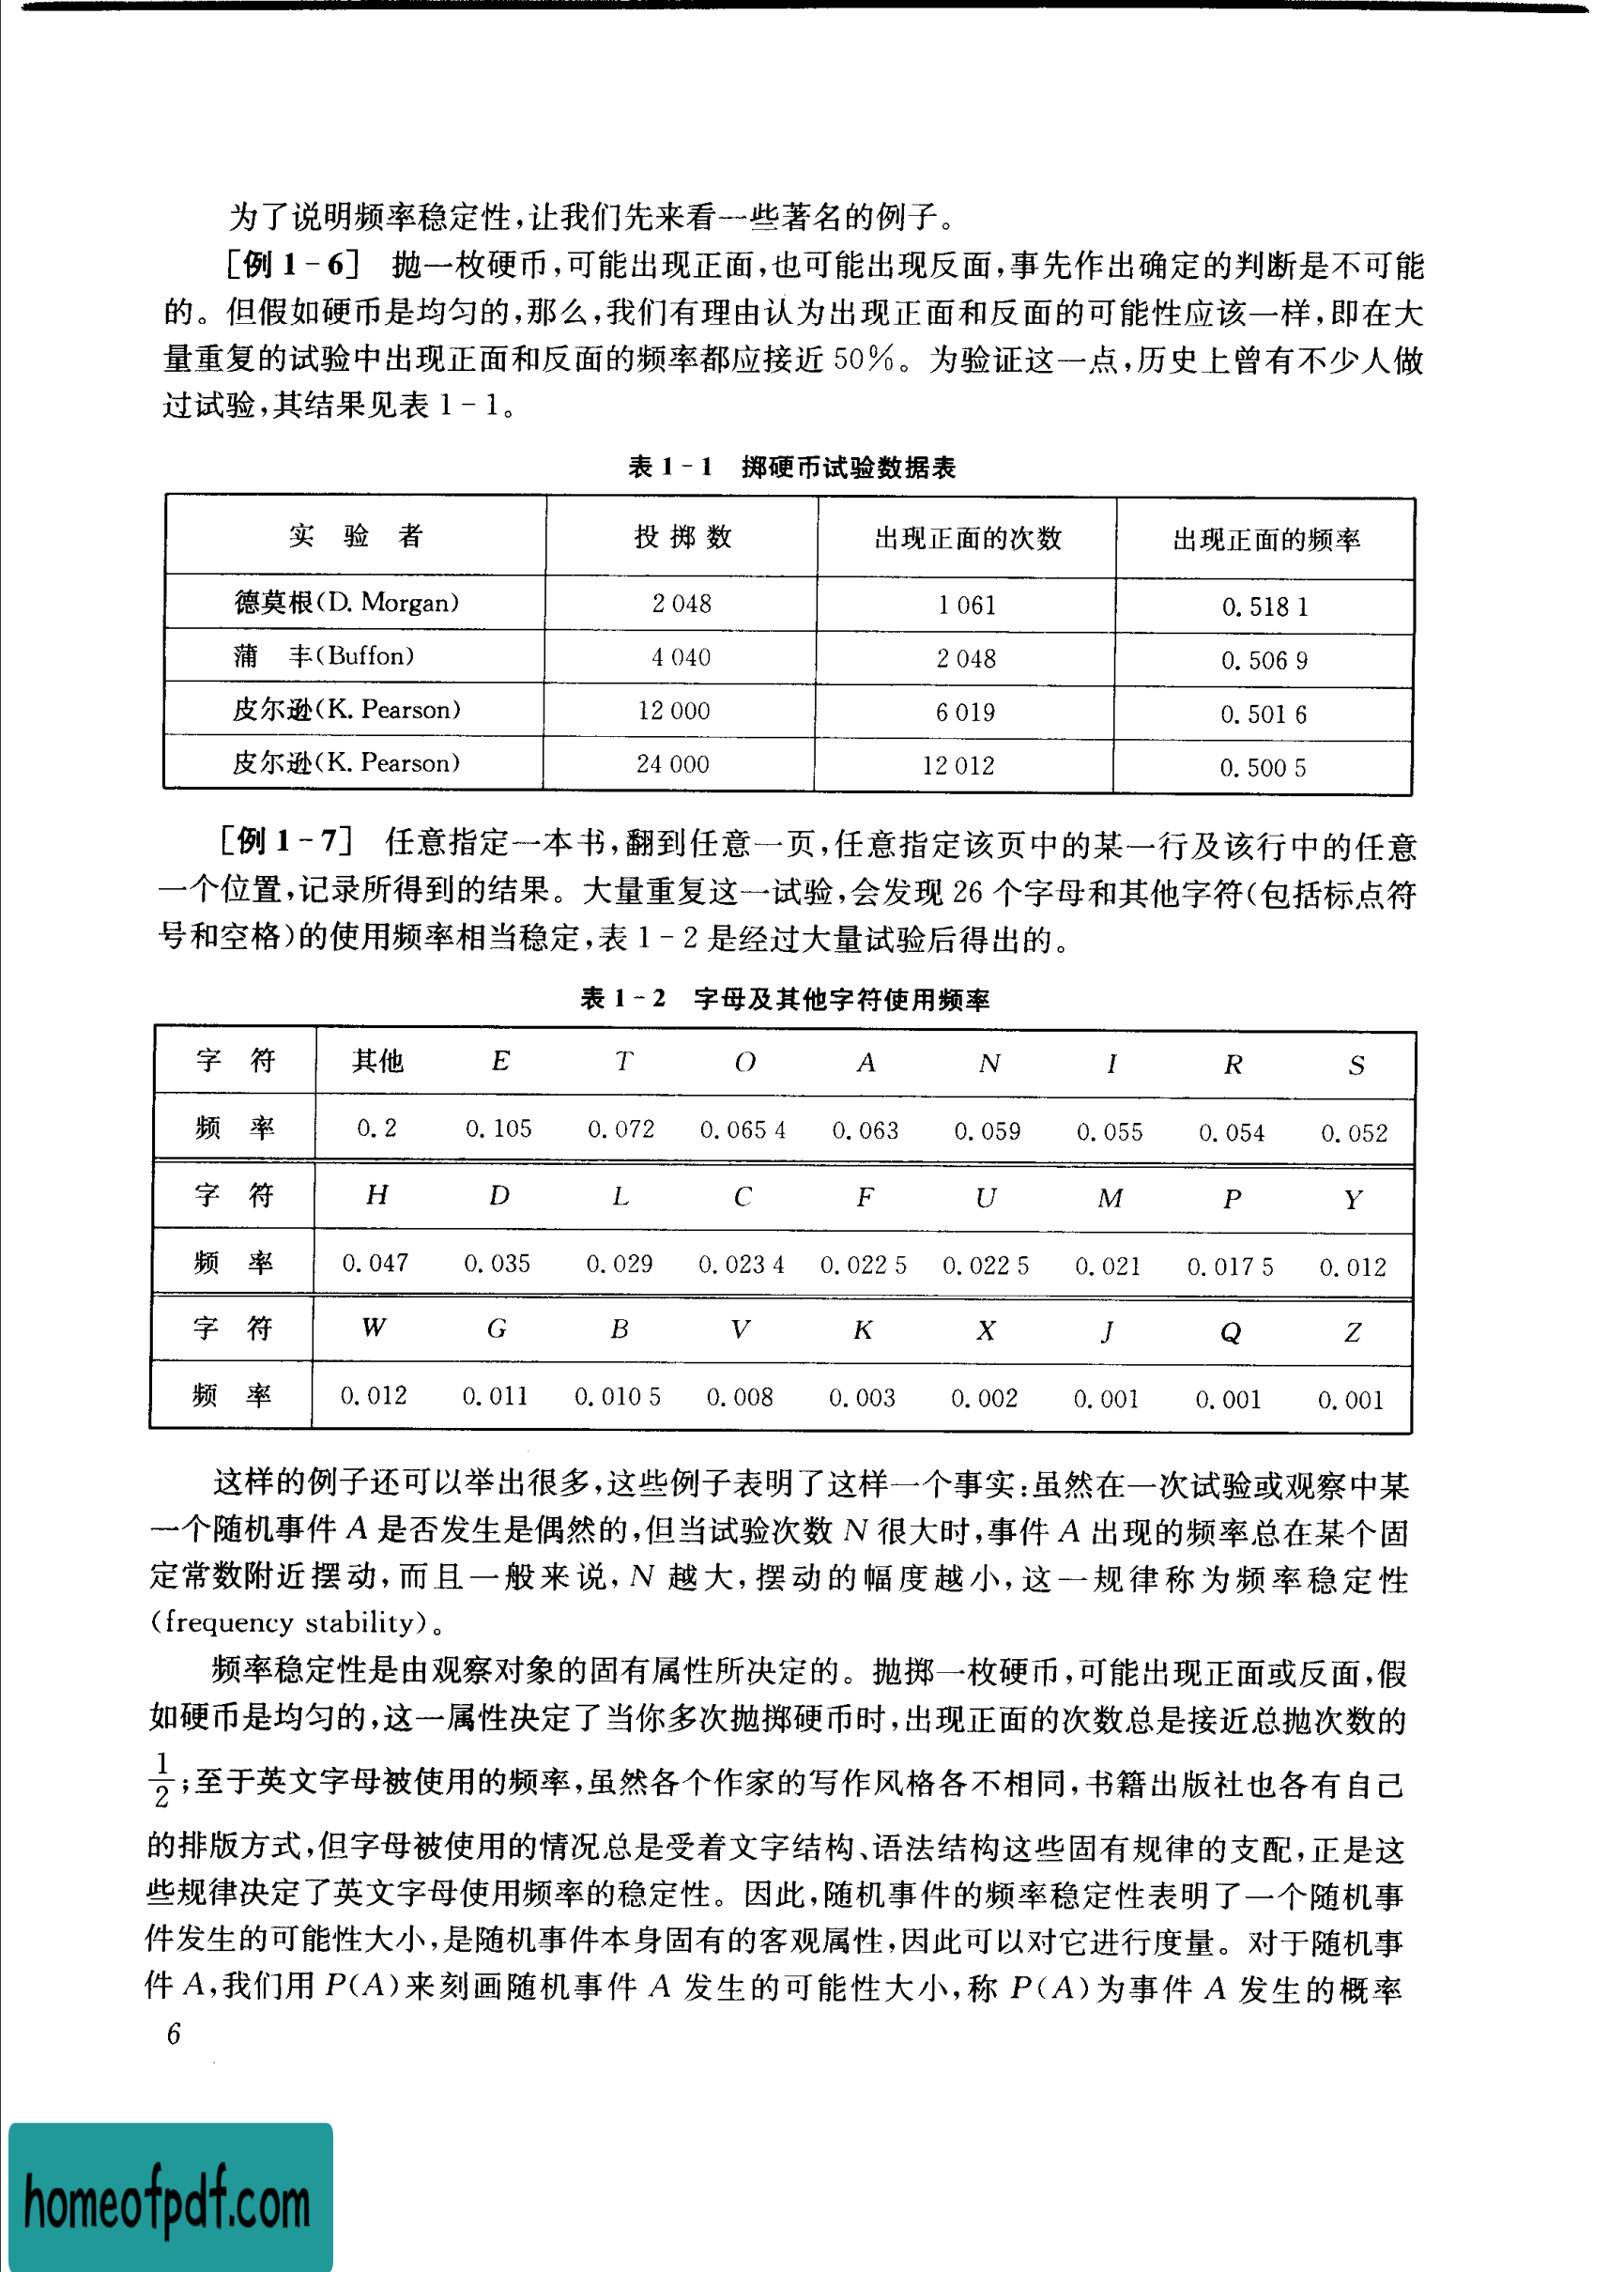 为了说明频率稳定性,让我们先来看一些著名的例子。
[例 1-6] 抛一枚硬币,可能出现正面,也可能出现反面,事先作出确定的判断是不可能
的。但假如硬币是均匀的,那么,我们有理由认为出现正面和反面的可能性应该一样,即在大
量重复的试验中出现正面和反面的频率都应接近 50%。为验证这一点,历史上曾有不少人做
过试验,其结果见表 1-1。
表 1-1 掷硬币试验数据表
实 验 者 投 掷 数 出现正面的次数 出现正面的频率
德莫根(D. Morgan) 2 048 1 061 0. 518 1
蒲 丰(Buffon) 4 040 2 048 0. 506 9
皮尔逊(K. Pearson) 12 000 6 019 0. 501 6
皮尔逊(K. Pearson) 24 000 12 012 0. 500 5
[例 1-7] 任意指定一本书,翻到任意一页,任意指定该页中的某一行及该行中的任意
一个位置,记录所得到的结果。大量重复这一试验,会发现 26 个字母和其他字符(包括标点符
号和空格)的使用频率相当稳定,表 1-2 是经过大量试验后得出的。
表 1-2 字母及其他字符使用频率
字 符 其他 E T O A N I R S
频 率 0. 2 0. 105 0. 072 0. 065 4 0. 063 0. 059 0. 055 0. 054 0. 052
字 符 H D L C F U M P Y
频 率 0. 047 0. 035 0. 029 0. 023 4 0. 022 5 0. 022 5 0. 021 0. 017 5 0. 012
字 符 W G B V K X J Q Z
频 率 0. 012 0. 011 0. 010 5 0. 008 0. 003 0. 002 0. 001 0. 001 0. 001
这样的例子还可以举出很多,这些例子表明了这样一个事实:虽然在一次试验或观察中某
一个随机事件 A 是否发生是偶然的,但当试验次数 N 很大时,事件 A 出现的频率总在某个固
定常数附近摆动,而且一般来说,N 越大,摆动的幅度越小,这一规律称为频率稳定性
(frequency stability)。
频率稳定性是由观察对象的固有属性所决定的。抛掷一枚硬币,可能出现正面或反面,假
如硬币是均匀的,这一属性决定了当你多次抛掷硬币时,出现正面的次数总是接近总抛次数的
1/2;至于英文字母被使用的频率,虽然各个作家的写作风格各不相同,书籍出版社也各有自己
的排版方式,但字母被使用的情况总是受着文字结构、语法结构这些固有规律的支配,正是这
些规律决定了英文字母使用频率的稳定性。因此,随机事件的频率稳定性表明了一个随机事
件发生的可能性大小,是随机事件本身固有的客观属性,因此可以对它进行度量。对于随机事
件 A,我们用 P(A)来刻画随机事件 A 发生的可能性大小,称 P(A)为事件 A 发生的概率
6
homeofpdf.com